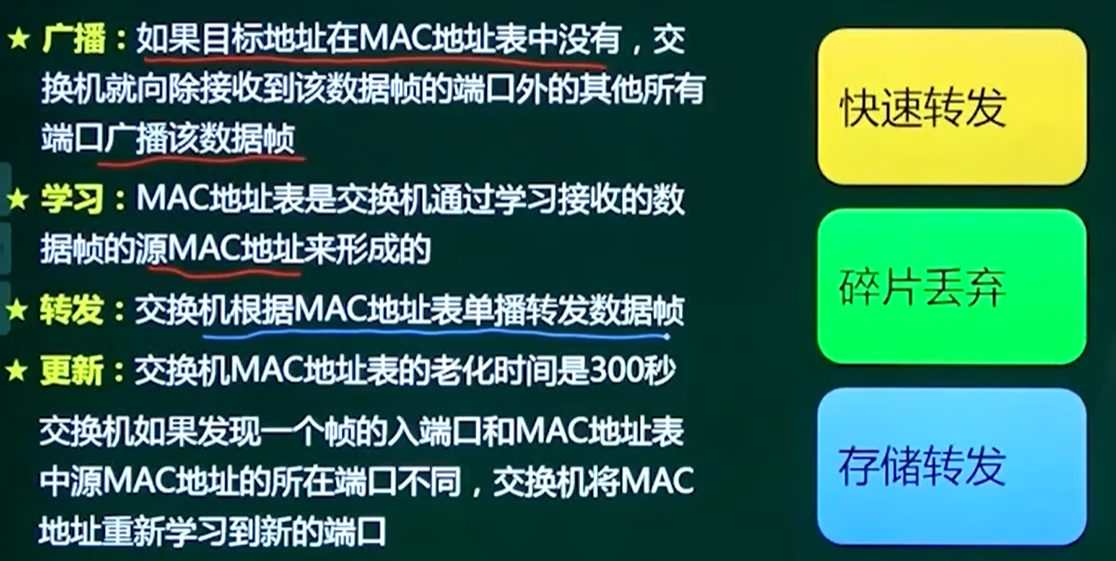 ★ 广播：如果目标地址在MAC地址表中没有，交
换机就向除接收到该数据帧的端口外的其他所有
端口广播该数据帧
★ 学习：MAC地址表是交换机通过学习接收的数
据帧的源MAC地址来形成的
★ 转发：交换机根据MAC地址表单播转发数据帧
★ 更新：交换机MAC地址表的老化时间是300秒
交换机如果发现一个帧的入端口和MAC地址表
中源MAC地址的所在端口不同，交换机将MAC
地址重新学习到新的端口
快速转发
碎片丢弃
存储转发